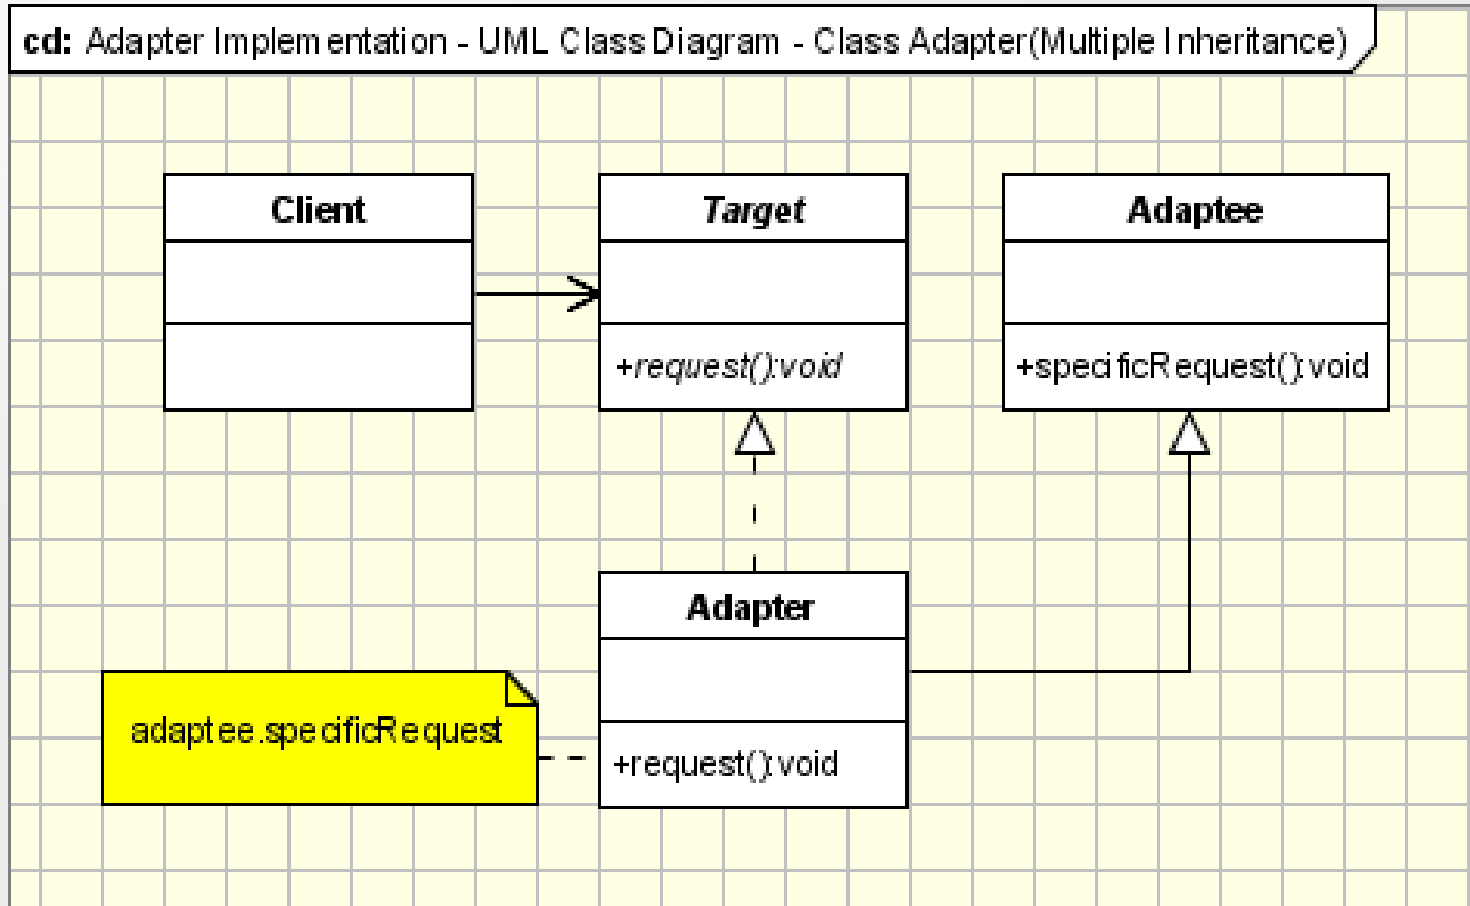 cd: Adapter Implementation - UML Class Diagram - Class Adapter(Multiple Inheritance)
Client
Target
Adaptee
+request():void
+specificRequest():void
Adapter
adaptee.specificRequest
+request():void